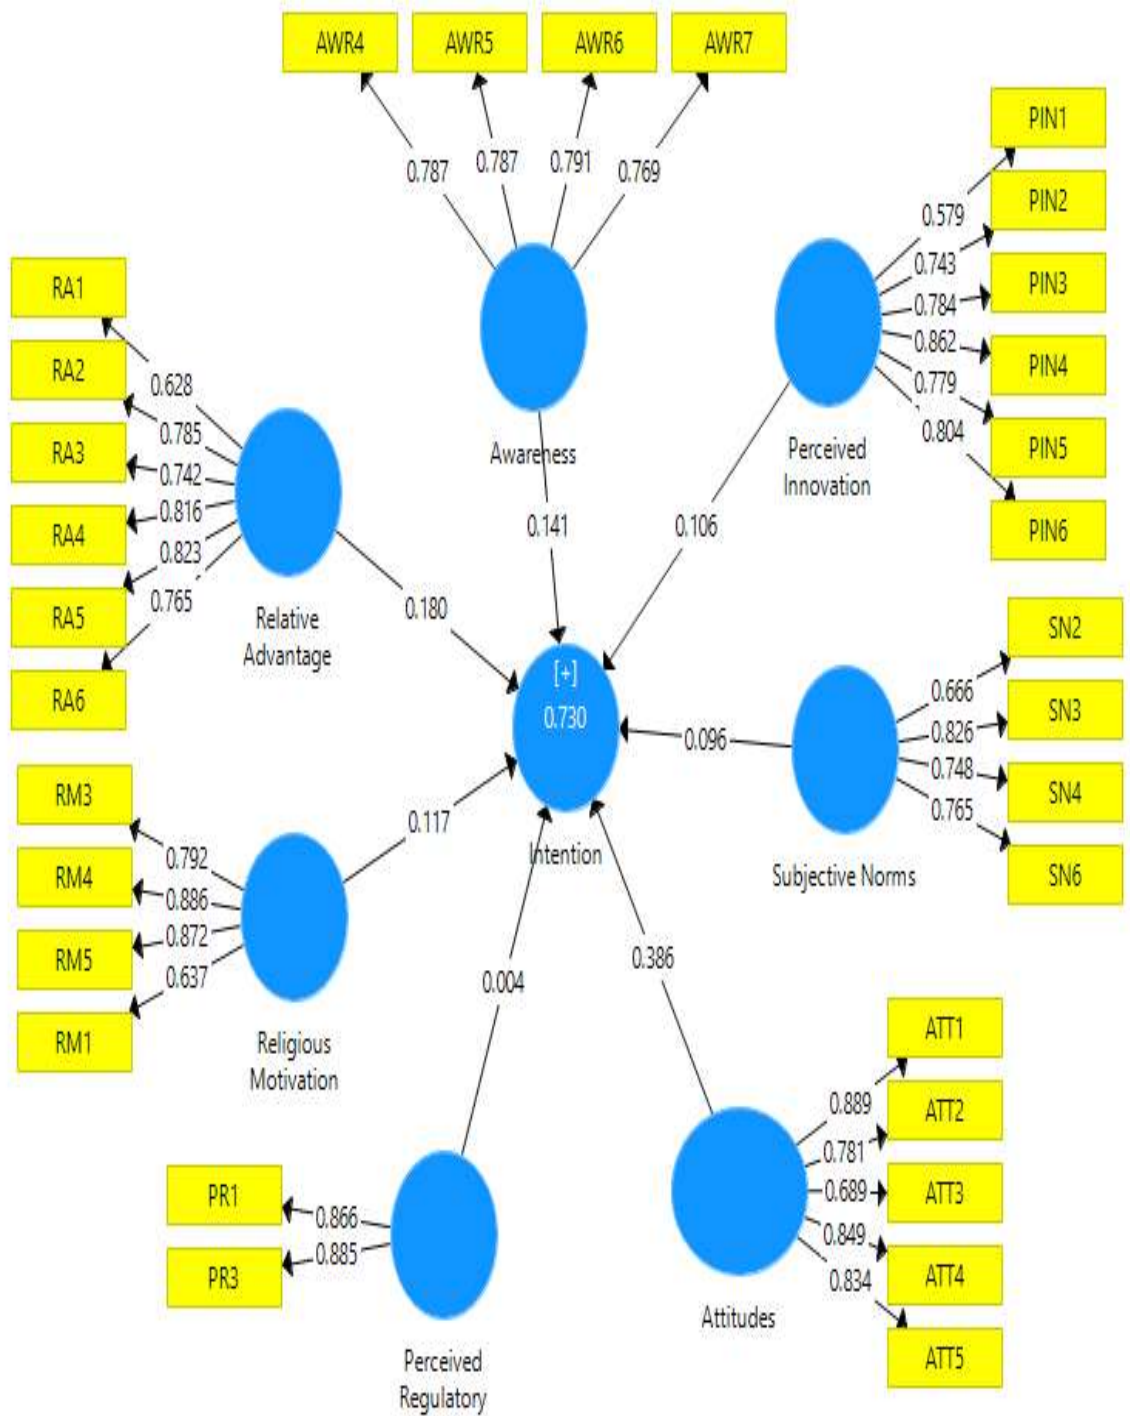 AWR4 AWR5 AWR6 AWR7
0.787 0.787 0.791 0.769
Awareness
0.141
PIN1
PIN2
PIN3
PIN4
PIN5
PIN6
0.579
0.743
0.784
0.862
0.779
0.804
Perceived
Innovation
0.106
RA1
RA2
RA3
RA4
RA5
RA6
0.628
0.785
0.742
0.816
0.823
0.765
Relative
Advantage
0.180
[+]
0.730
Intention
SN2
SN3
SN4
SN6
0.666
0.826
0.748
0.765
Subjective Norms
0.096
RM3
RM4
RM5
RM1
0.792
0.886
0.872
0.637
Religious
Motivation
0.117
PR1
PR3
0.866
0.885
Perceived
Regulatory
0.004
ATT1
ATT2
ATT3
ATT4
ATT5
0.889
0.781
0.689
0.849
0.834
Attitudes
0.386